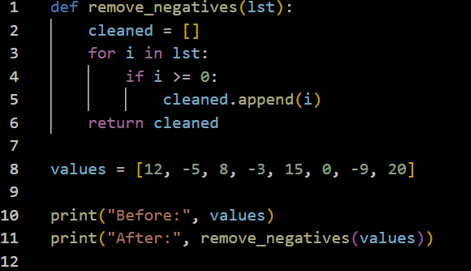 1 def remove_negatives(lst):
2     cleaned = []
3     for i in lst:
4         if i >= 0:
5             cleaned.append(i)
6     return cleaned
7
8 values = [12, -5, 8, -3, 15, 0, -9, 20]
9
10 print("Before:", values)
11 print("After:", remove_negatives(values))
12